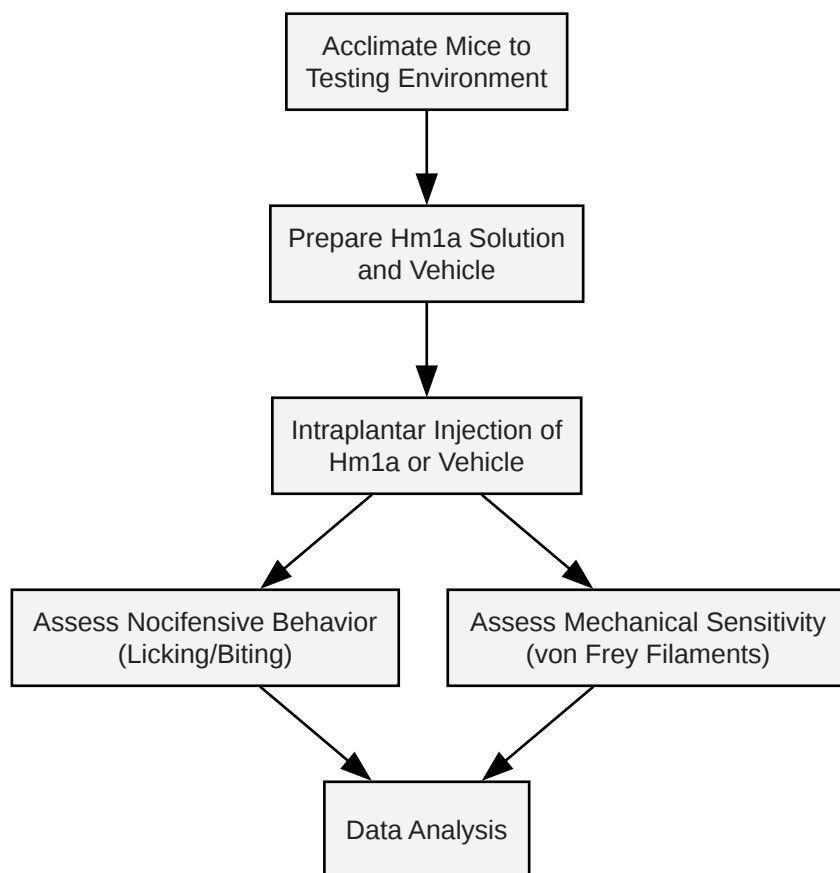 Acclimate Mice to
Testing Environment
Prepare Hm1a Solution
and Vehicle
Intraplantar Injection of
Hm1a or Vehicle
Assess Nocifensive Behavior
(Licking/Biting)
Assess Mechanical Sensitivity
(von Frey Filaments)
Data Analysis